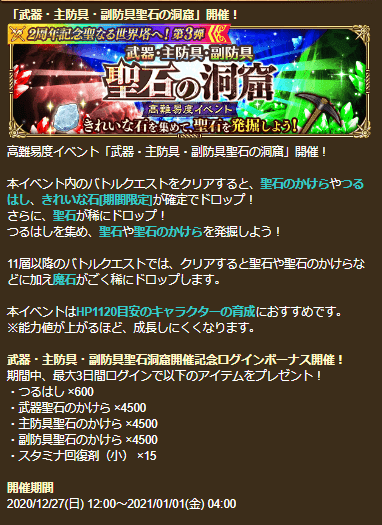 「武器・主防具・副防具聖石の洞窟」開催！
2周年記念聖なる世界塔へ！第3弾
武器・主防具・副防具
聖石の洞窟
高難易度イベント
きれいな石を集めて、聖石を発掘しよう！
高難易度イベント「武器・主防具・副防具聖石の洞窟」開催！
本イベント内のバトルクエストをクリアすると、聖石のかけらやつる
はし、きれいな石[期間限定]が確定でドロップ！
さらに、聖石が稀にドロップ！
つるはしを集め、聖石や聖石のかけらを発掘しよう！
11層以降のバトルクエストでは、クリアすると聖石や聖石のかけらな
どに加え魔石がごく稀にドロップします。
本イベントはHP1120目安のキャラクターの育成におすすめです。
※能力値が上がるほど、成長しにくくなります。
武器・主防具・副防具聖石洞窟開催記念ログインボーナス開催！
期間中、最大3日間ログインで以下のアイテムをプレゼント！
・つるはし ×600
・武器聖石のかけら ×4500
・主防具聖石のかけら ×4500
・副防具聖石のかけら ×4500
・スタミナ回復剤（小） ×15
開催期間
2020/12/27(日) 12:00～2021/01/01(金) 04:00